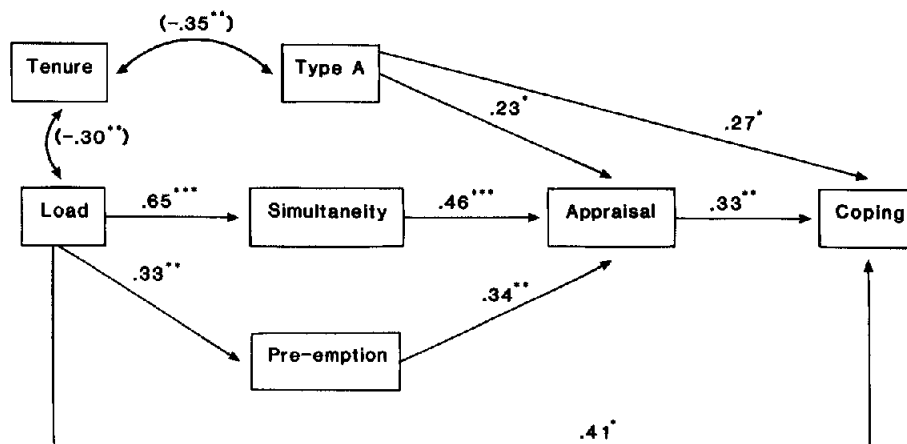 (-.35**)
Tenure
Type A
.23*
.27*
(-.30**)
Load
.65***
Simultaneity
.46***
Appraisal
.33**
Coping
.33**
.34**
Pre-emption
.41*